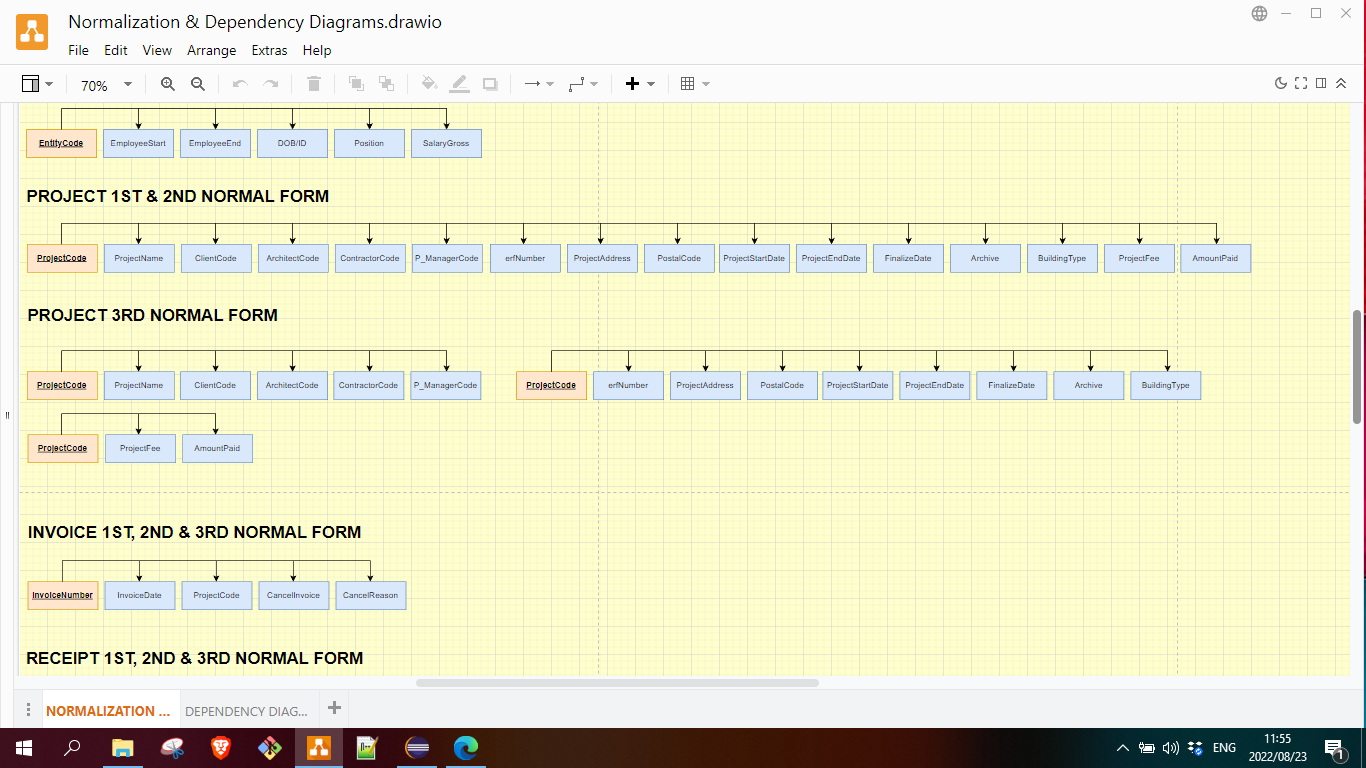 Normalization & Dependency Diagrams.drawio
File Edit View Arrange Extras Help
70%
EntityCode EmployeeStart EmployeeEnd DOB/ID Position SalaryGross
PROJECT 1ST & 2ND NORMAL FORM
ProjectCode ProjectName ClientCode ArchitectCode ContractorCode P_ManagerCode erfNumber ProjectAddress PostalCode ProjectStartDate ProjectEndDate FinalizeDate Archive BuildingType ProjectFee AmountPaid
PROJECT 3RD NORMAL FORM
ProjectCode ProjectName ClientCode ArchitectCode ContractorCode P_ManagerCode ProjectCode erfNumber ProjectAddress PostalCode ProjectStartDate ProjectEndDate FinalizeDate Archive BuildingType
ProjectCode ProjectFee AmountPaid
INVOICE 1ST, 2ND & 3RD NORMAL FORM
InvoiceNumber InvoiceDate ProjectCode CancelInvoice CancelReason
RECEIPT 1ST, 2ND & 3RD NORMAL FORM
NORMALIZATION ... DEPENDENCY DIAG...
ENG 11:55
2022/08/23
1